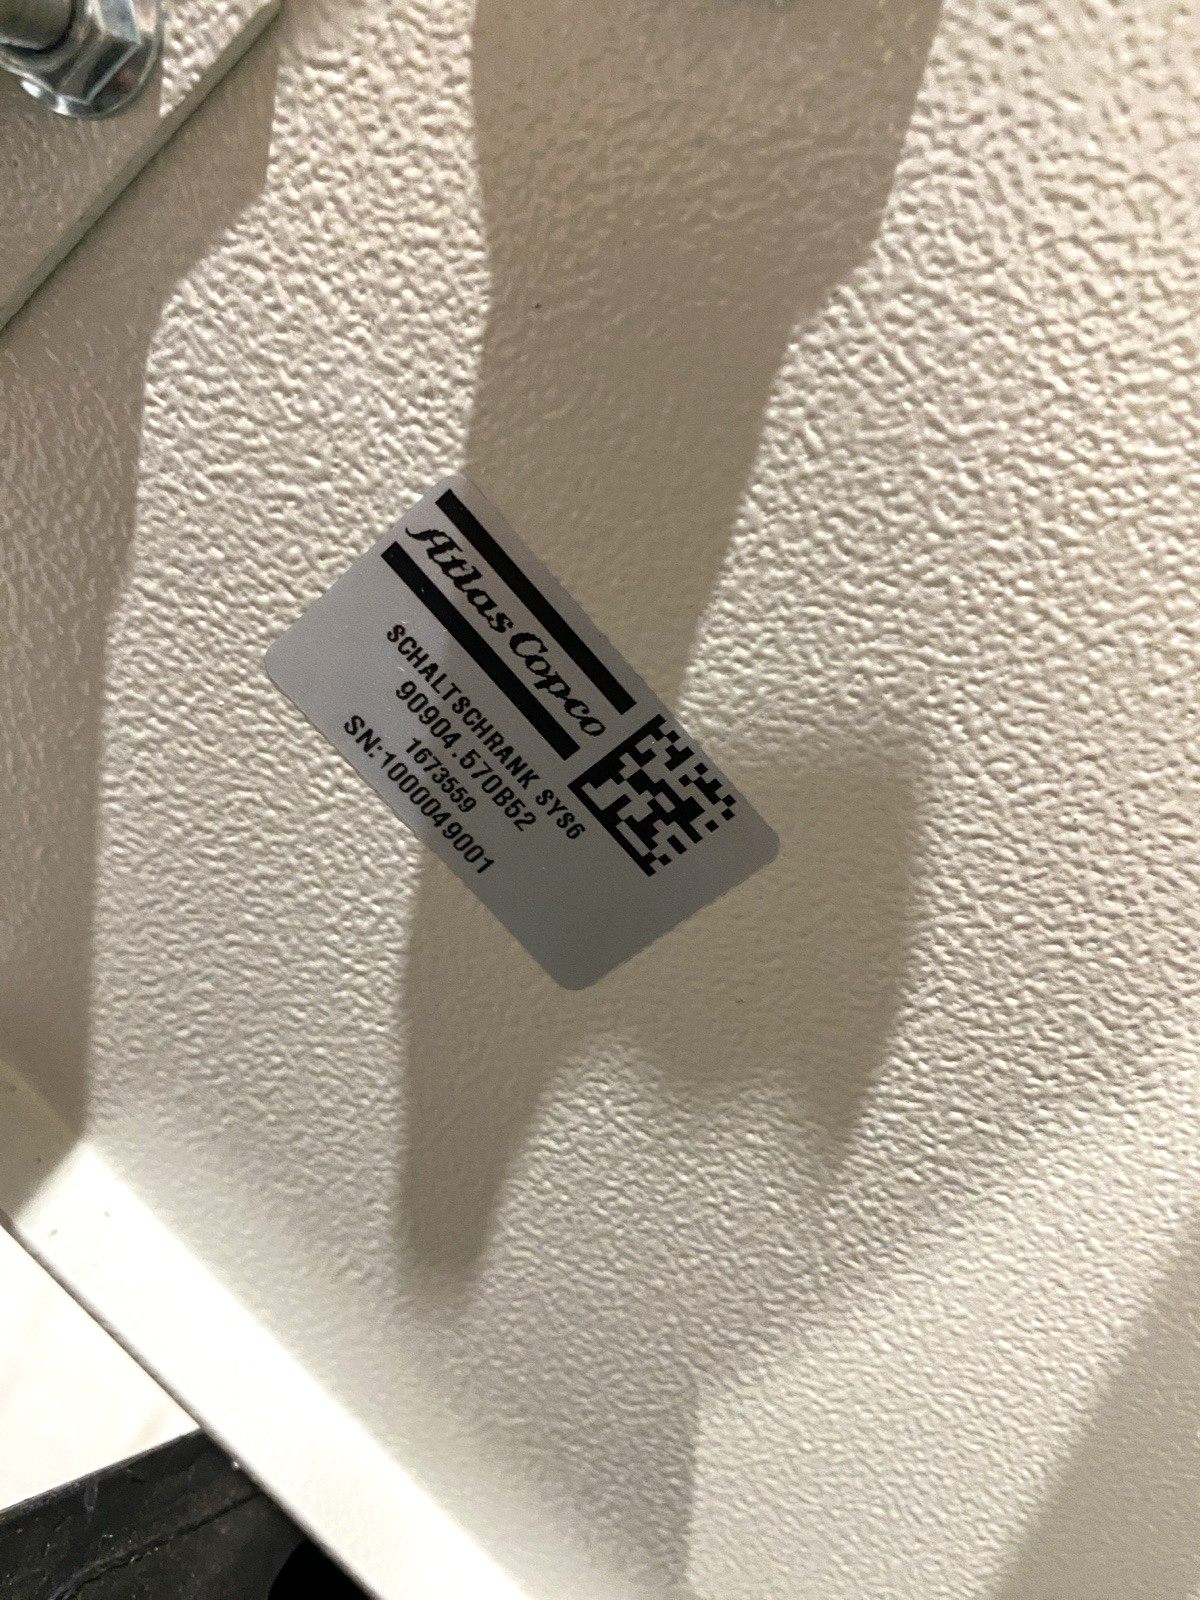 Atlas Copco
SCHALTSCHRANK SYS6
90904.570B52
1673559
SN:1000049001